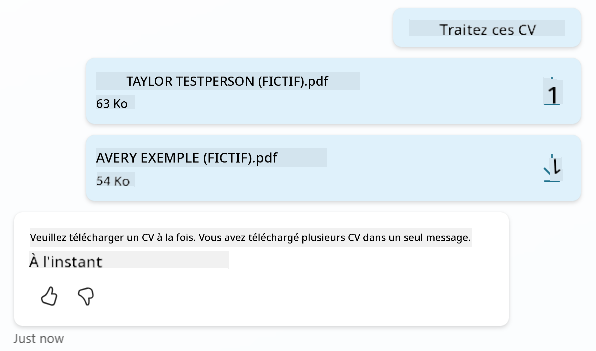 Traitez ces CV
TAYLOR TESTPERSON (FICTIF).pdf
63 Ko
1
AVERY EXEMPLE (FICTIF).pdf
54 Ko
Veuillez télécharger un CV à la fois. Vous avez téléchargé plusieurs CV dans un seul message.
À l'instant
Just now